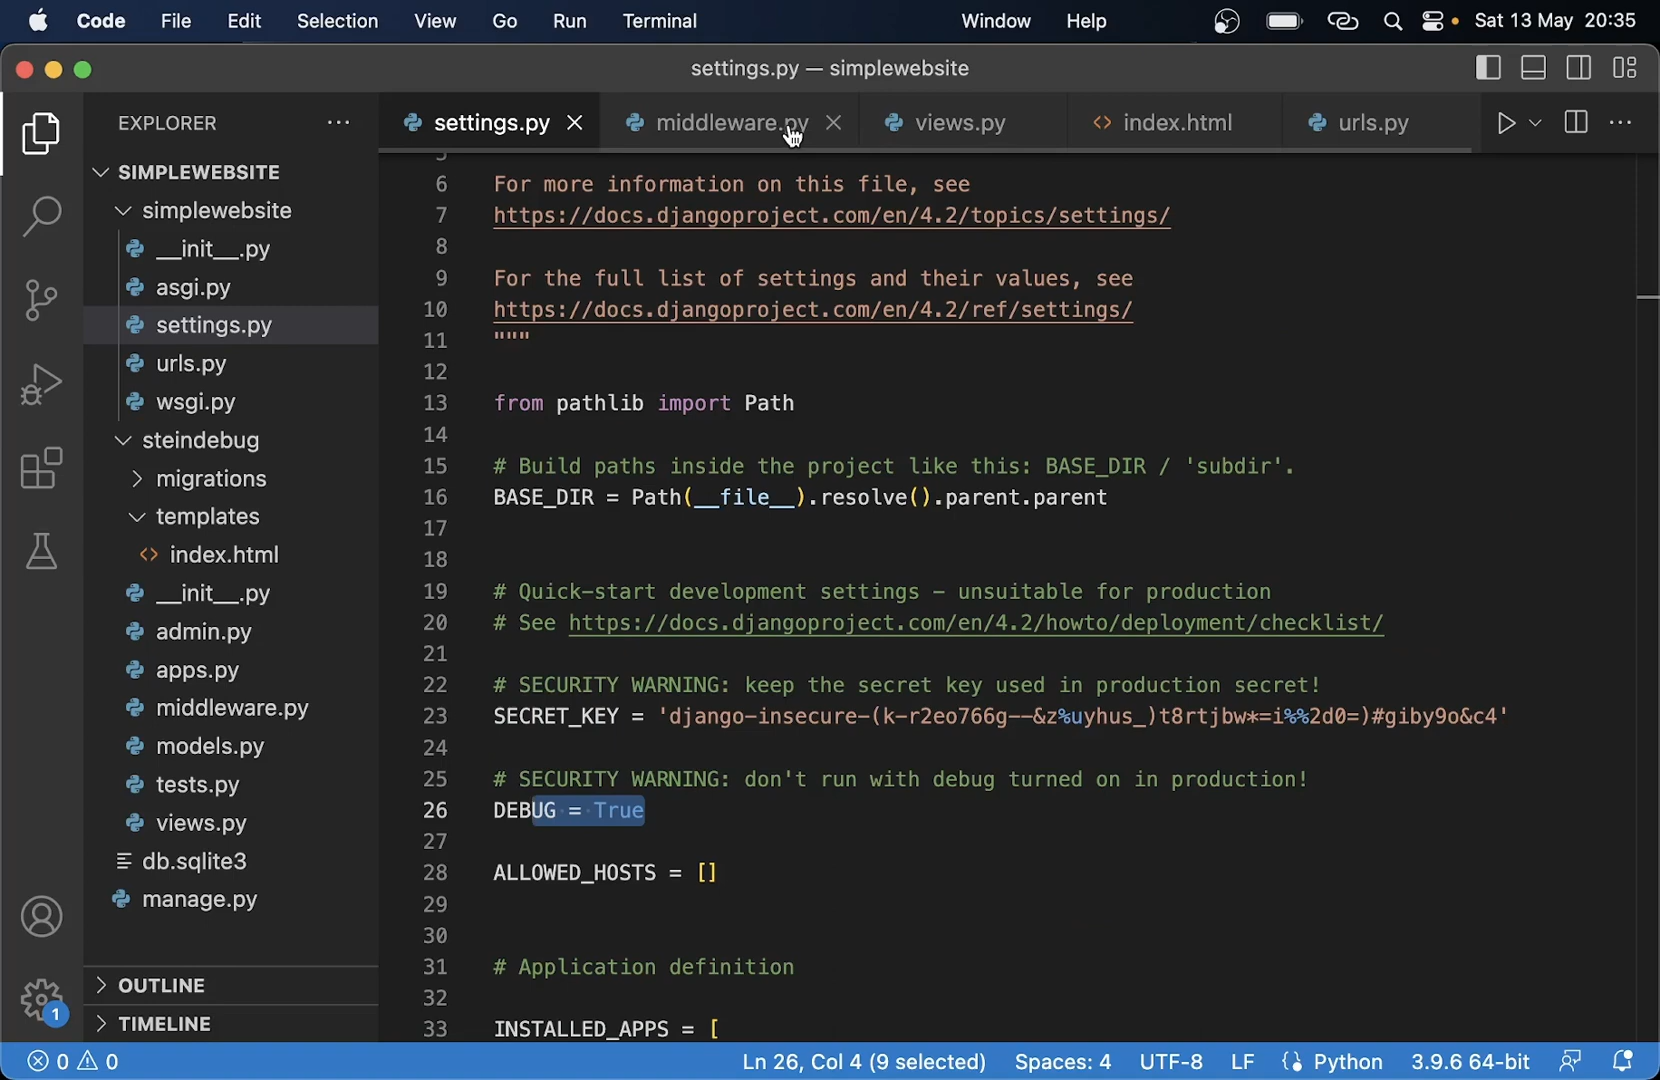 Code File Edit Selection View Go Run Terminal Window Help Sat 13 May 20:35
settings.py — simplewebsite
EXPLORER ···
settings.py middleware.py views.py index.html urls.py ···
SIMPLEWEBSITE
simplewebsite
__init__.py
asgi.py
settings.py
urls.py
wsgi.py
steindebug
migrations
templates
index.html
__init__.py
admin.py
apps.py
middleware.py
models.py
tests.py
views.py
db.sqlite3
manage.py
OUTLINE
TIMELINE
1
5
6 For more information on this file, see
7 https://docs.djangoproject.com/en/4.2/topics/settings/
8
9 For the full list of settings and their values, see
10 https://docs.djangoproject.com/en/4.2/ref/settings/
11 """
12
13 from pathlib import Path
14
15 # Build paths inside the project like this: BASE_DIR / 'subdir'.
16 BASE_DIR = Path(__file__).resolve().parent.parent
17
18
19 # Quick-start development settings - unsuitable for production
20 # See https://docs.djangoproject.com/en/4.2/howto/deployment/checklist/
21
22 # SECURITY WARNING: keep the secret key used in production secret!
23 SECRET_KEY = 'django-insecure-(k-r2eo766g--&z%uyhus_)t8rtjbw*=i%%2d0=)#giby9o&c4'
24
25 # SECURITY WARNING: don't run with debug turned on in production!
26 DEBUG = True
27
28 ALLOWED_HOSTS = []
29
30
31 # Application definition
32
33 INSTALLED_APPS = [
0 0 Ln 26, Col 4 (9 selected) Spaces: 4 UTF-8 LF Python 3.9.6 64-bit